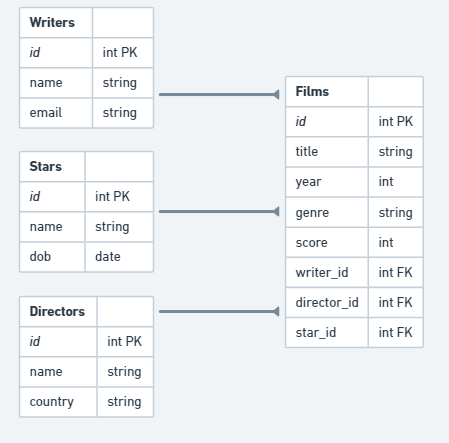 Writers
id int PK
name string
email string
Stars
id int PK
name string
dob date
Directors
id int PK
name string
country string
Films
id int PK
title string
year int
genre string
score int
writer_id int FK
director_id int FK
star_id int FK